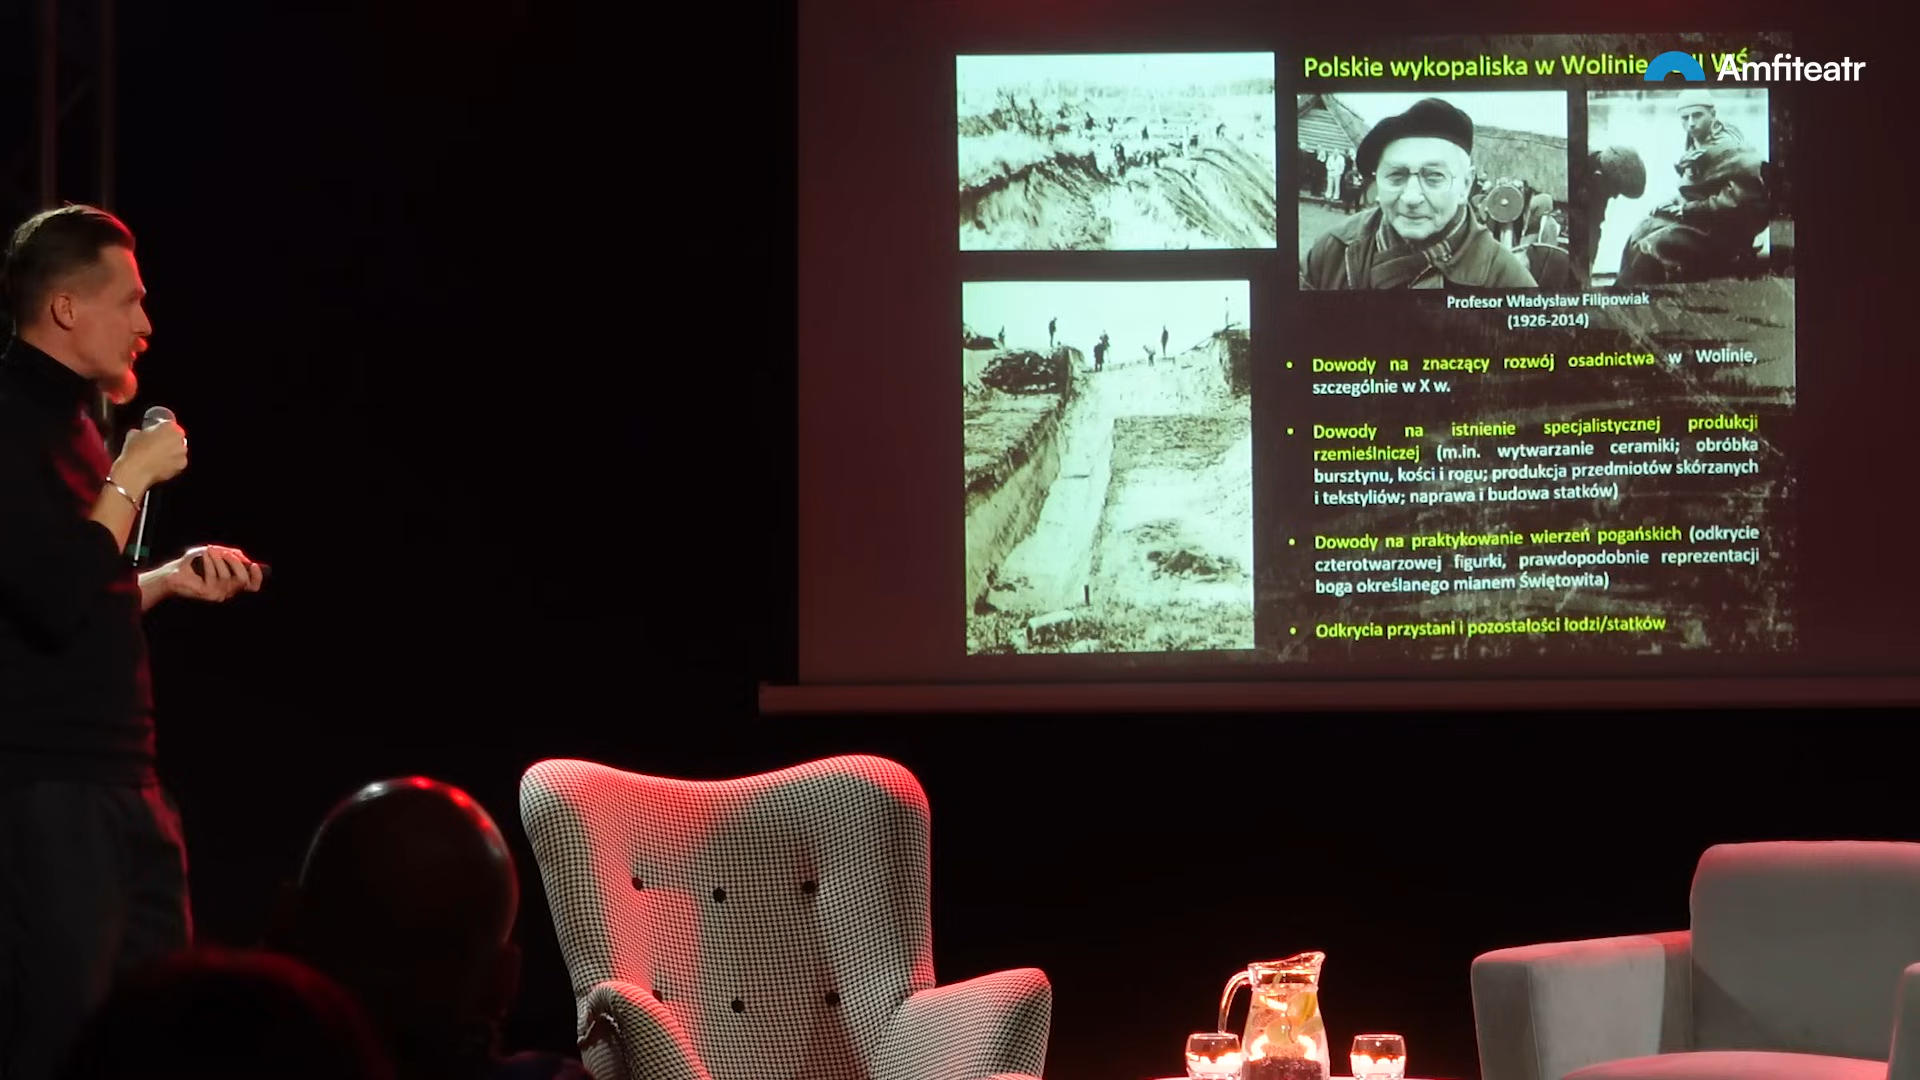 Polskie wykopaliska w Wolinie II WŚ
Amfiteatr
Profesor Władysław Filipowiak
(1926-2014)
• Dowody na znaczący rozwój osadnictwa w Wolinie,
szczególnie w X w.
• Dowody na istnienie specjalistycznej produkcji
rzemieślniczej (m.in. wytwarzanie ceramiki; obróbka
bursztynu, kości i rogu; produkcja przedmiotów skórzanych
i tekstyliów; naprawa i budowa statków)
• Dowody na praktykowanie wierzeń pogańskich (odkrycie
czterotwarzowej figurki, prawdopodobnie reprezentacji
boga określanego mianem Świętowita)
• Odkrycia przystani i pozostałości łodzi/statków